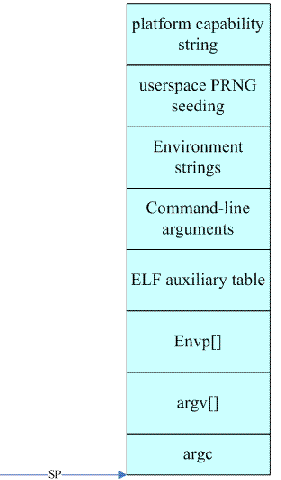 platform capability
string
userspace PRNG
seeding
Environment
strings
Command-line
arguments
ELF auxiliary table
Envp[]
argv[]
argc
SP